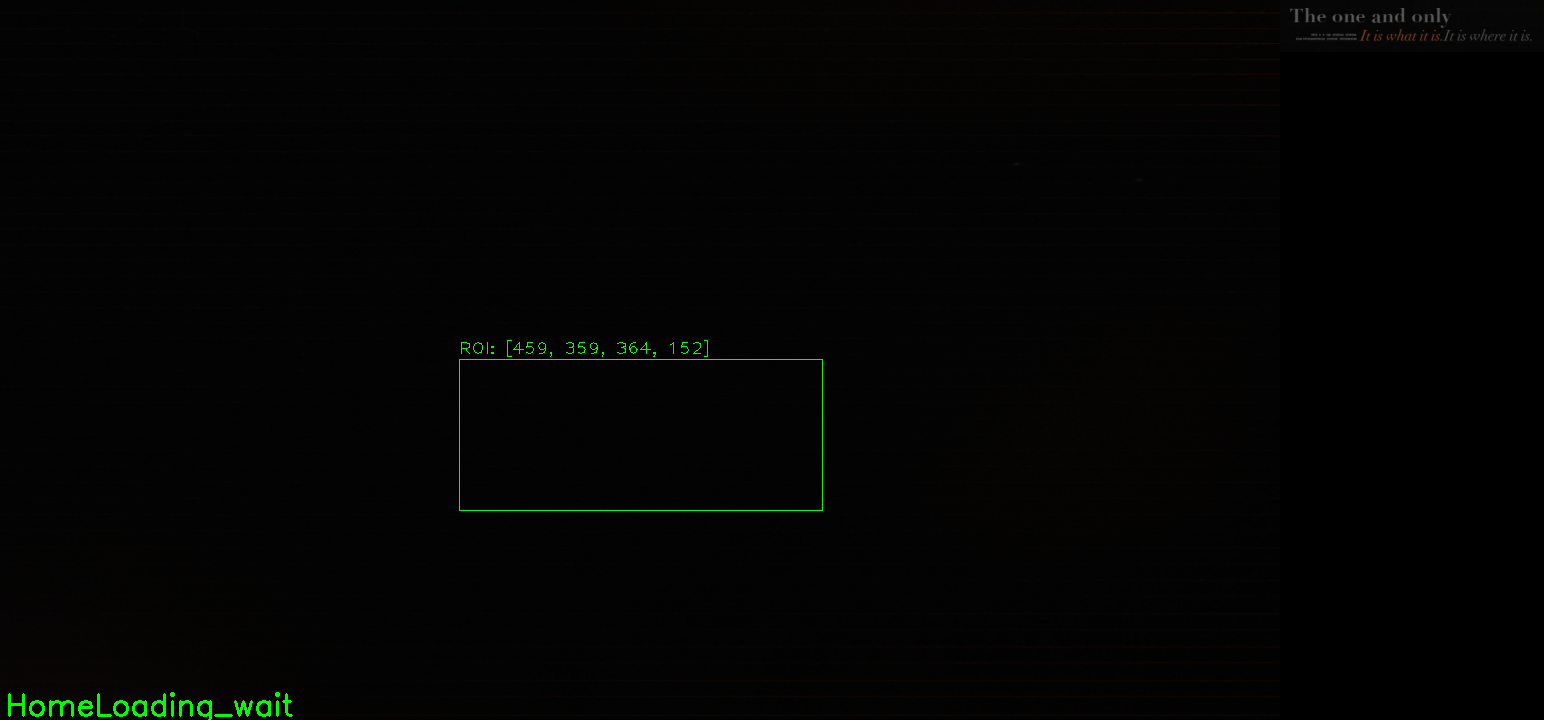 The one and only
It is what it is.It is where it is.
ROI: [459, 359, 364, 152]
HomeLoading_wait